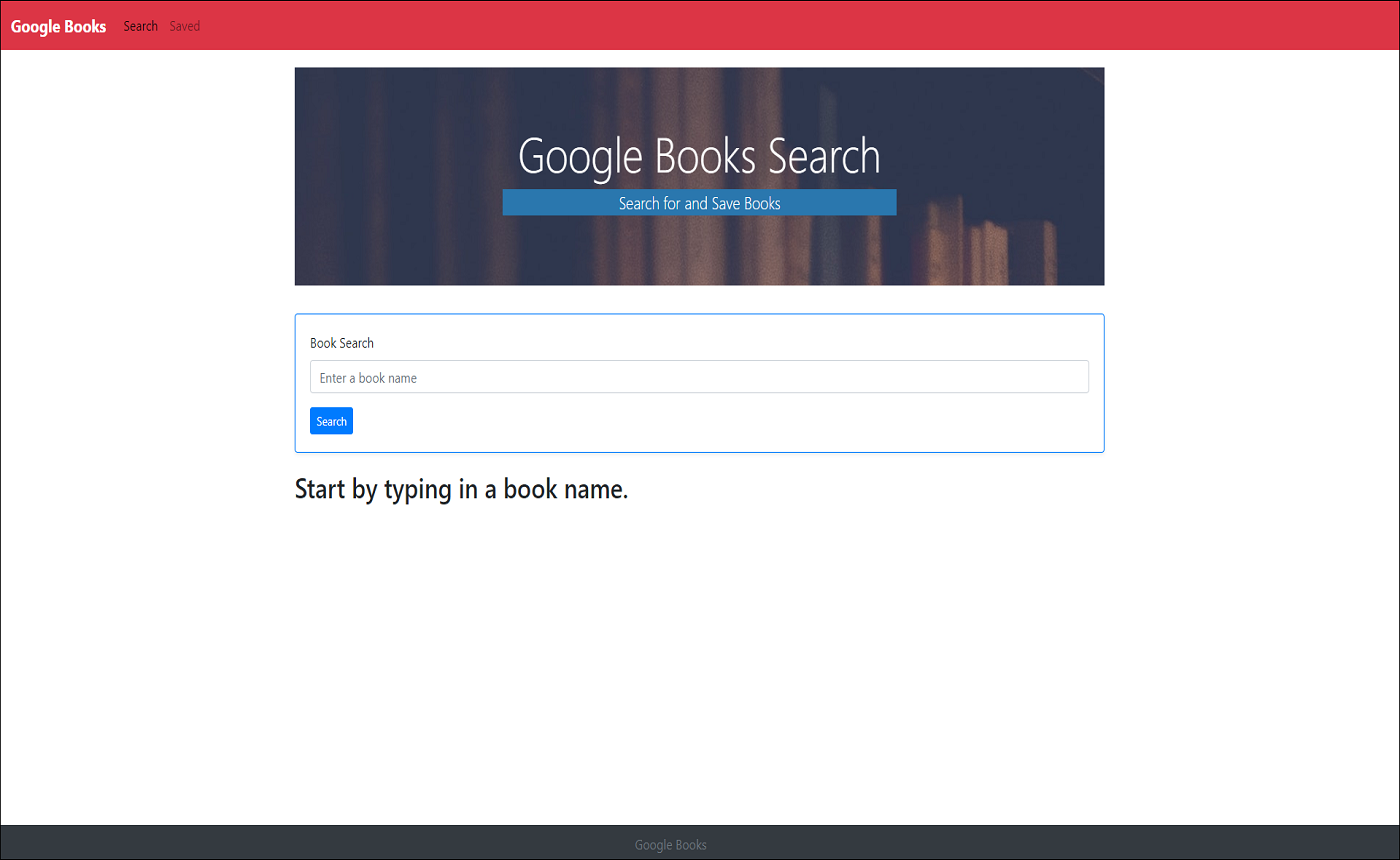 Google Books Search Saved
Google Books Search
Search for and Save Books
Book Search
Enter a book name
Search
Start by typing in a book name.
Google Books